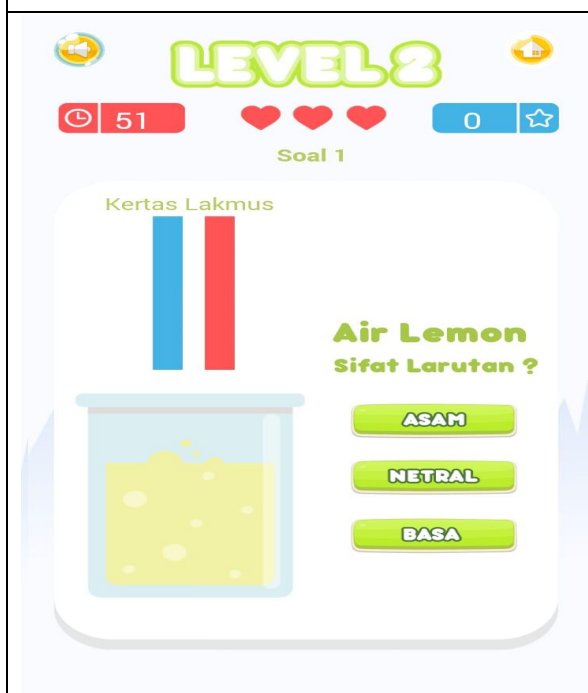 LEVEL 2
51
0
Soal 1
Kertas Lakmus
Air Lemon
Sifat Larutan ?
ASAM
NETRAL
BASA